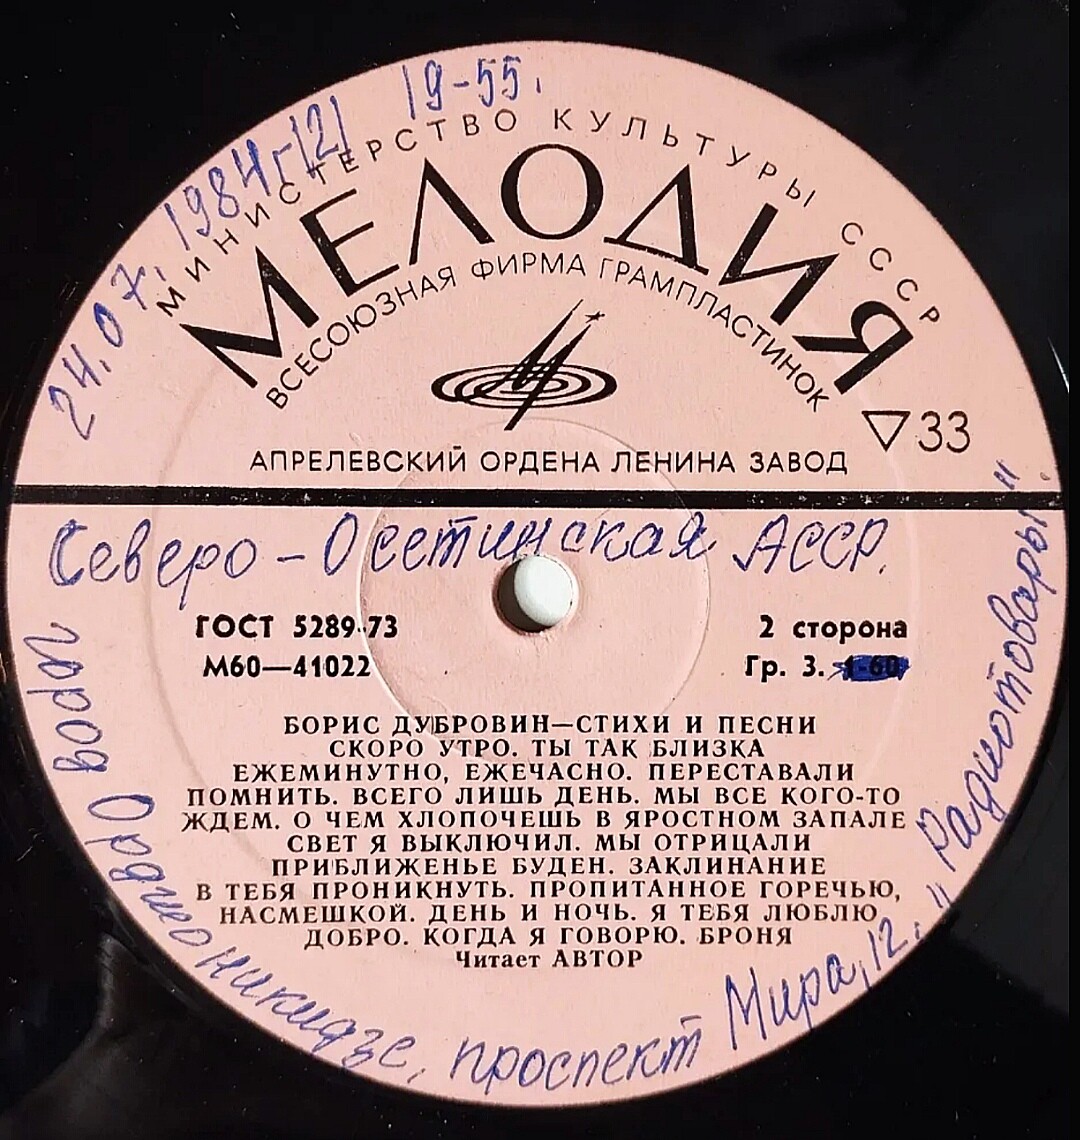 24.07.1984г. |2| 19-55.
МИНИСТЕРСТВО КУЛЬТУРЫ СССР
МЕЛОДИЯ
ВСЕСОЮЗНАЯ ФИРМА ГРАМПЛАСТИНОК
33
АПРЕЛЕВСКИЙ ОРДЕНА ЛЕНИНА ЗАВОД
Северо-Осетинская АССР.
город Орджоникидзе, проспект Мира, 12. "Радиотовары"
ГОСТ 5289-73
2 сторона
М60—41022
Гр. 3. 1-60
БОРИС ДУБРОВИН—СТИХИ И ПЕСНИ
СКОРО УТРО. ТЫ ТАК БЛИЗКА
ЕЖЕМИНУТНО, ЕЖЕЧАСНО. ПЕРЕСТАВАЛИ
ПОМНИТЬ. ВСЕГО ЛИШЬ ДЕНЬ. МЫ ВСЕ КОГО-ТО
ЖДЕМ. О ЧЕМ ХЛОПОЧЕШЬ В ЯРОСТНОМ ЗАПАЛЕ
СВЕТ Я ВЫКЛЮЧИЛ. МЫ ОТРИЦАЛИ
ПРИБЛИЖЕНЬЕ БУДЕН. ЗАКЛИНАНИЕ
В ТЕБЯ ПРОНИКНУТЬ. ПРОПИТАННОЕ ГОРЕЧЬЮ,
НАСМЕШКОЙ. ДЕНЬ И НОЧЬ. Я ТЕБЯ ЛЮБЛЮ
ДОБРО. КОГДА Я ГОВОРЮ. БРОНЯ
Читает АВТОР